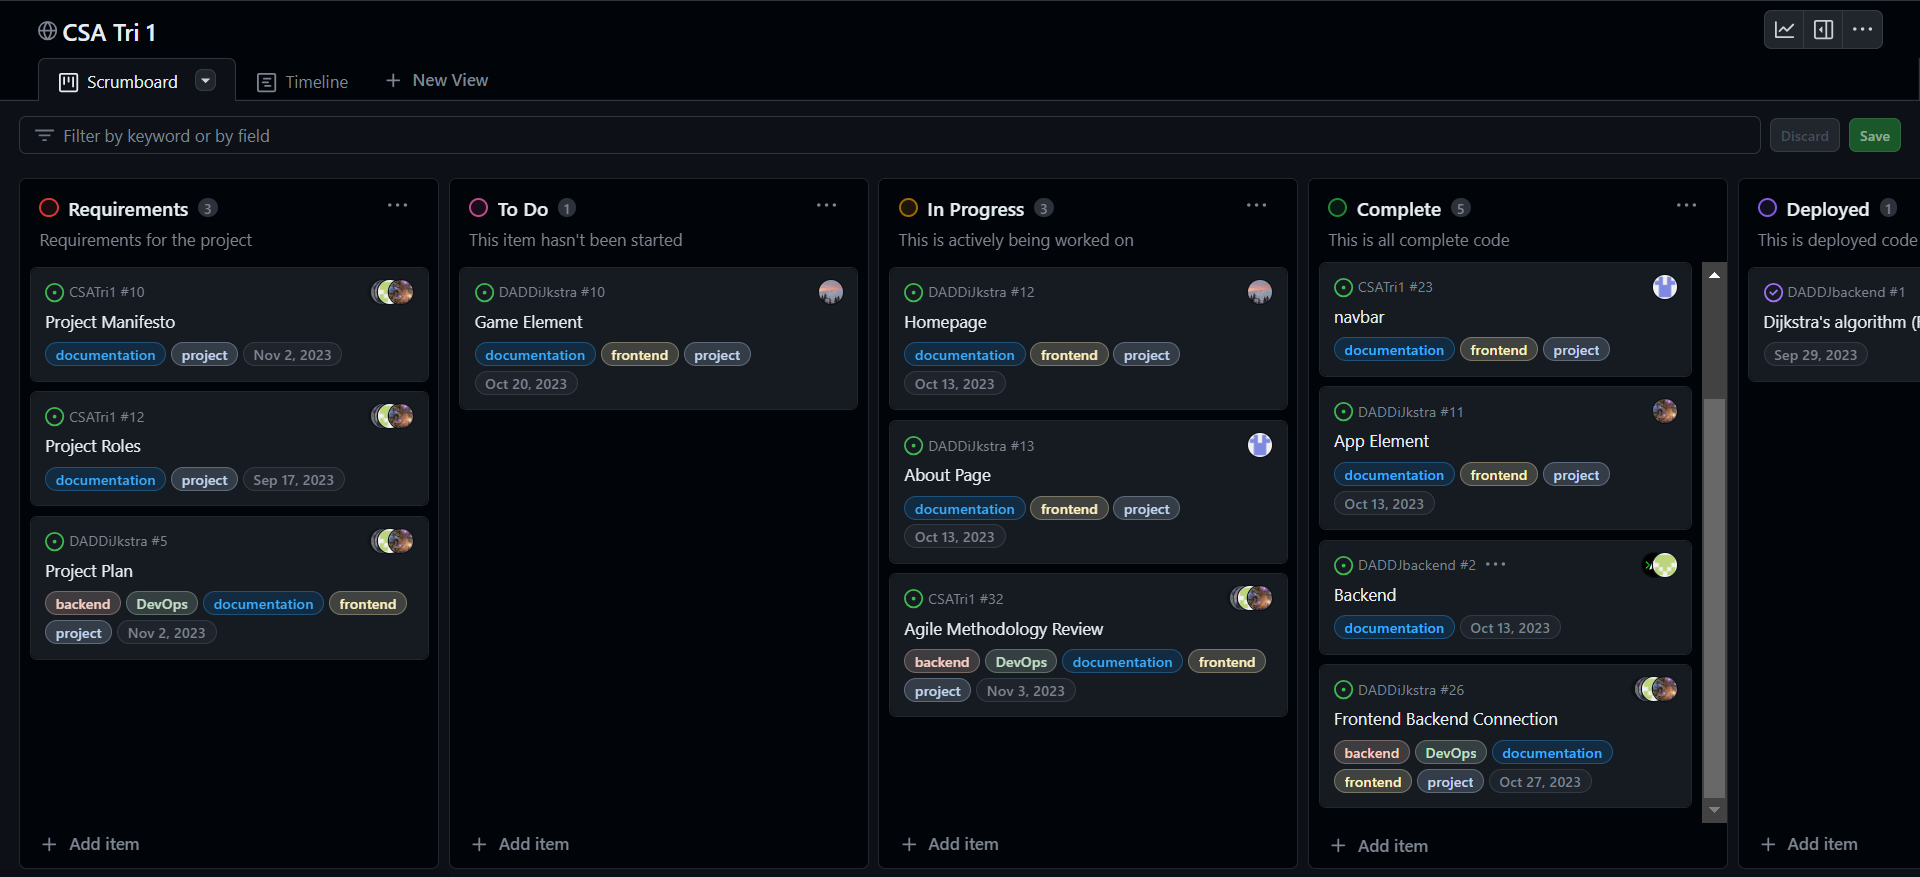 CSA Tri 1
Scrumboard
Timeline
New View
Filter by keyword or by field
Discard
Save
Requirements 3
Requirements for the project
CSATri1 #10
Project Manifesto
documentation project Nov 2, 2023
CSATri1 #12
Project Roles
documentation project Sep 17, 2023
DADDiJkstra #5
Project Plan
backend DevOps documentation frontend
project Nov 2, 2023
Add item
To Do 1
This item hasn't been started
DADDiJkstra #10
Game Element
documentation frontend project
Oct 20, 2023
Add item
In Progress 3
This is actively being worked on
DADDiJkstra #12
Homepage
documentation frontend project
Oct 13, 2023
DADDiJkstra #13
About Page
documentation frontend project
Oct 13, 2023
CSATri1 #32
Agile Methodology Review
backend DevOps documentation frontend
project Nov 3, 2023
Add item
Complete 5
This is all complete code
CSATri1 #23
navbar
documentation frontend project
DADDiJkstra #11
App Element
documentation frontend project
Oct 13, 2023
DADDJbackend #2
Backend
documentation Oct 13, 2023
DADDiJkstra #26
Frontend Backend Connection
backend DevOps documentation
frontend project Oct 27, 2023
Add item
Deployed 1
This is deployed code
DADDJbackend #1
Dijkstra's algorithm (
Sep 29, 2023
Add item